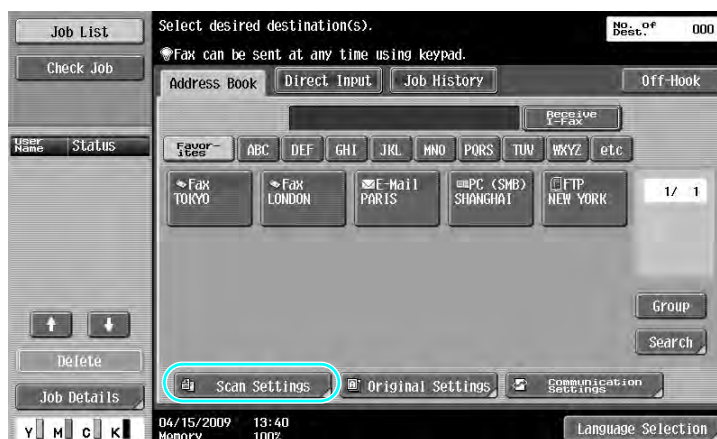 Job List
Check Job
User Name Status
Delete
Job Details
Y M C K
Select desired destination(s).
No. of Dest. 000
Fax can be sent at any time using keypad.
Address Book Direct Input Job History Off-Hook
Receive I-Fax
Favor-ites ABC DEF GHI JKL MNO PQRS TUV WXYZ etc
Fax TOKYO
Fax LONDON
E-Mail PARIS
PC (SMB) SHANGHAI
FTP NEW YORK
1/ 1
Group
Search
Scan Settings Original Settings Communication Settings
04/15/2009 13:40
Memory 100%
Language Selection